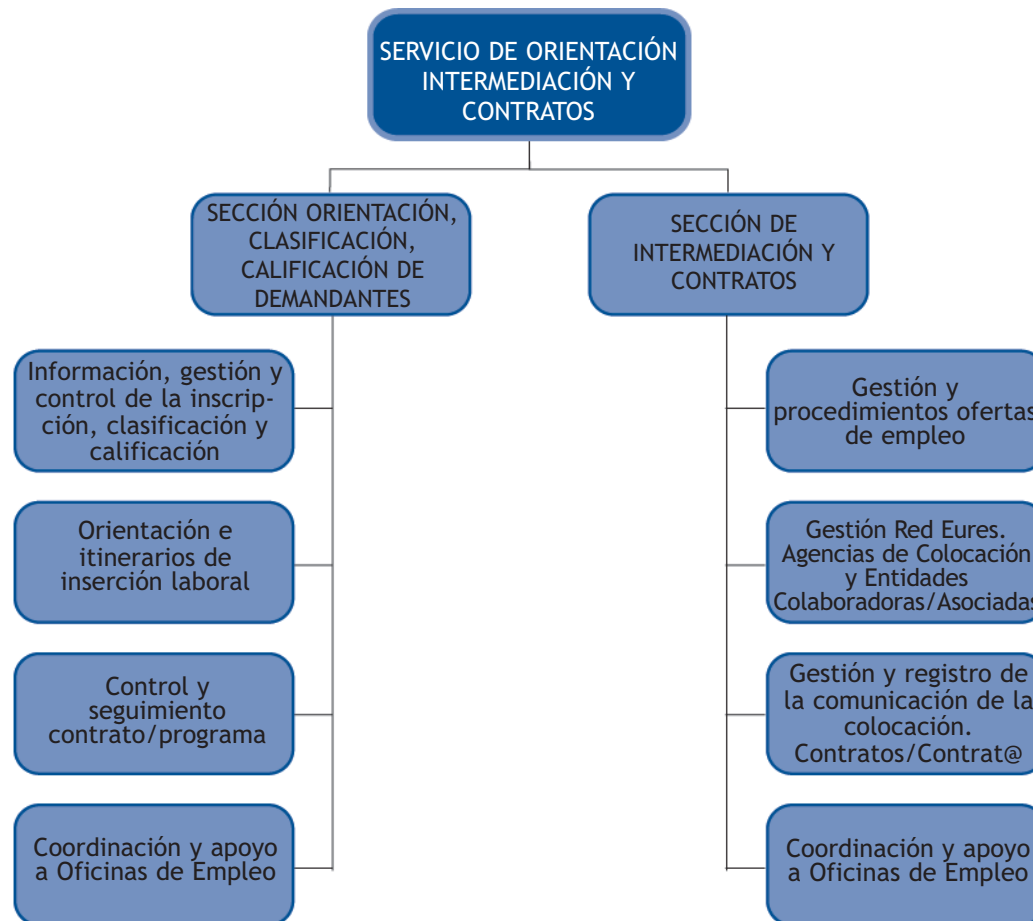 SERVICIO DE ORIENTACIÓN
INTERMEDIACIÓN Y
CONTRATOS
SECCIÓN ORIENTACIÓN,
CLASIFICACIÓN,
CALIFICACIÓN DE
DEMANDANTES
SECCIÓN DE
INTERMEDIACIÓN Y
CONTRATOS
Información, gestión y
control de la inscrip-
ción, clasificación y
calificación
Orientación e
itinerarios de
inserción laboral
Control y
seguimiento
contrato/programa
Coordinación y apoyo
a Oficinas de Empleo
Gestión y
procedimientos ofertas
de empleo
Gestión Red Eures.
Agencias de Colocación
y Entidades
Colaboradoras/Asociadas
Gestión y registro de
la comunicación de la
colocación.
Contratos/Contrat@
Coordinación y apoyo
a Oficinas de Empleo